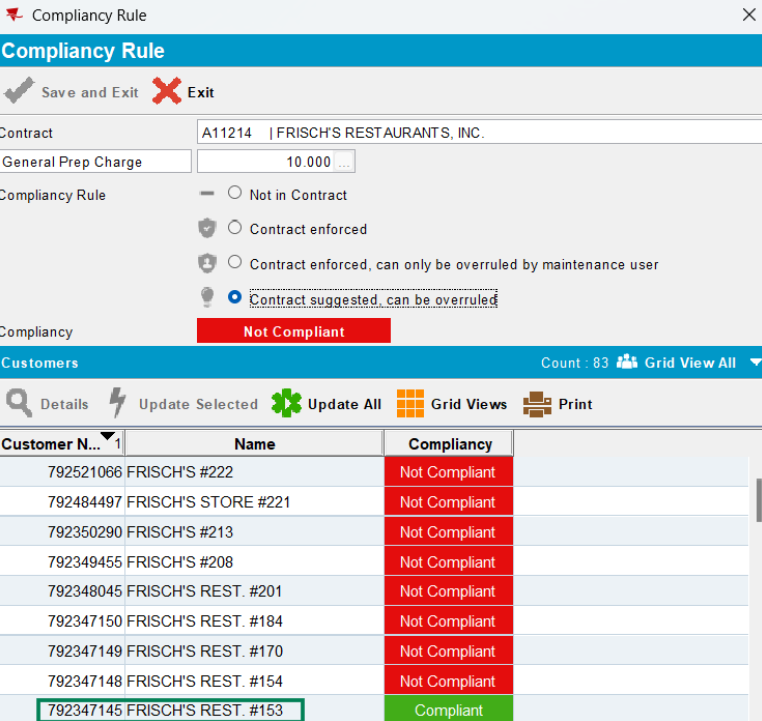 Compliancy Rule
Compliancy Rule
Save and Exit Exit
Contract A11214 | FRISCH'S RESTAURANTS, INC.
General Prep Charge 10.000 ...
Compliancy Rule Not in Contract
Contract enforced
Contract enforced, can only be overruled by maintenance user
Contract suggested, can be overruled
Compliancy Not Compliant
Customers Count : 83 Grid View All
Details Update Selected Update All Grid Views Print
Customer N... 1 Name Compliancy
792521066 FRISCH'S #222 Not Compliant
792484497 FRISCH'S STORE #221 Not Compliant
792350290 FRISCH'S #213 Not Compliant
792349455 FRISCH'S #208 Not Compliant
792348045 FRISCH'S REST. #201 Not Compliant
792347150 FRISCH'S REST. #184 Not Compliant
792347149 FRISCH'S REST. #170 Not Compliant
792347148 FRISCH'S REST. #154 Not Compliant
792347145 FRISCH'S REST. #153 Compliant